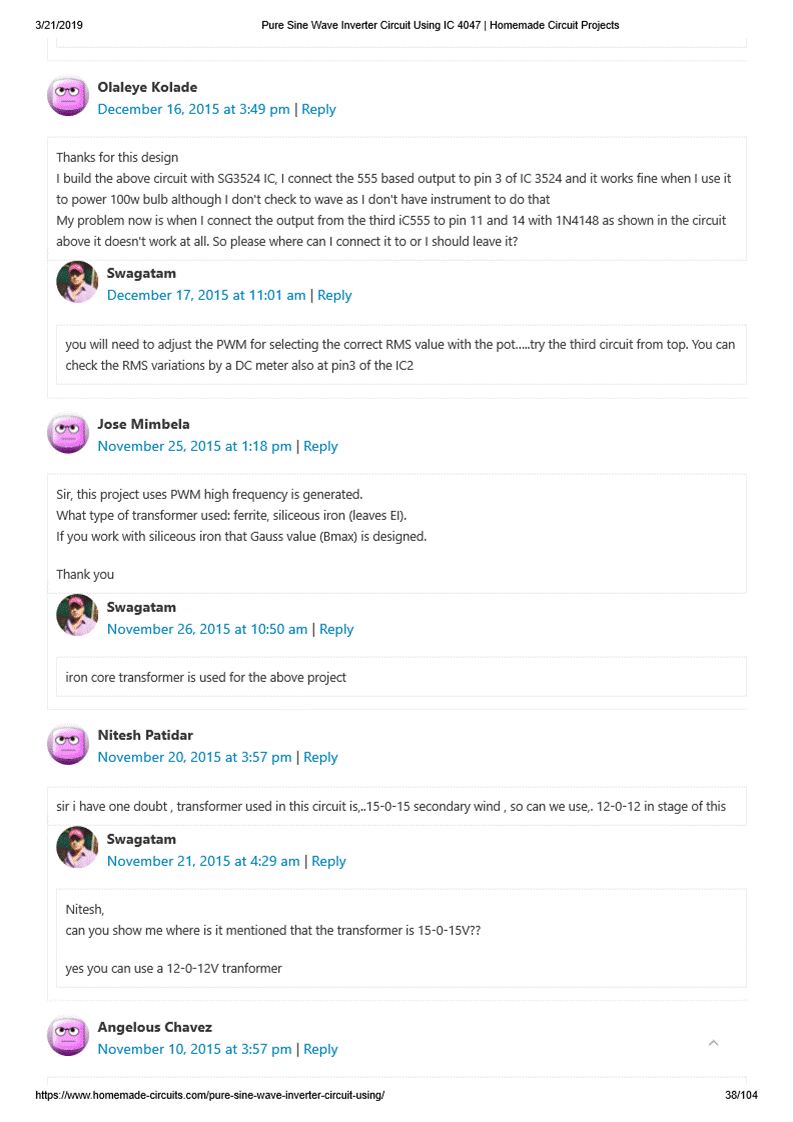 3/21/2019
Pure Sine Wave Inverter Circuit Using IC 4047 | Homemade Circuit Projects
Olaleye Kolade
December 16, 2015 at 3:49 pm | Reply
Thanks for this design
I build the above circuit with SG3524 IC, I connect the 555 based output to pin 3 of IC 3524 and it works fine when I use it
to power 100w bulb although I don't check to wave as I don't have instrument to do that
My problem now is when I connect the output from the third iC555 to pin 11 and 14 with 1N4148 as shown in the circuit
above it doesn't work at all. So please where can I connect it to or I should leave it?
Swagatam
December 17, 2015 at 11:01 am | Reply
you will need to adjust the PWM for selecting the correct RMS value with the pot.....try the third circuit from top. You can
check the RMS variations by a DC meter also at pin3 of the IC2
Jose Mimbela
November 25, 2015 at 1:18 pm | Reply
Sir, this project uses PWM high frequency is generated.
What type of transformer used: ferrite, siliceous iron (leaves EI).
If you work with siliceous iron that Gauss value (Bmax) is designed.
Thank you
Swagatam
November 26, 2015 at 10:50 am | Reply
iron core transformer is used for the above project
Nitesh Patidar
November 20, 2015 at 3:57 pm | Reply
sir i have one doubt , transformer used in this circuit is,..15-0-15 secondary wind , so can we use,. 12-0-12 in stage of this
Swagatam
November 21, 2015 at 4:29 am | Reply
Nitesh,
can you show me where is it mentioned that the transformer is 15-0-15V??
yes you can use a 12-0-12V tranformer
Angelous Chavez
November 10, 2015 at 3:57 pm | Reply
https://www.homemade-circuits.com/pure-sine-wave-inverter-circuit-using/
38/104